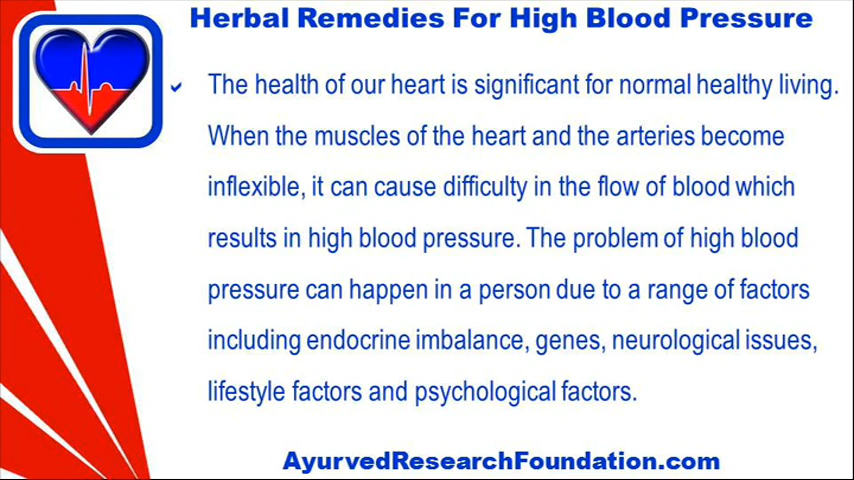 Herbal Remedies For High Blood Pressure
The health of our heart is significant for normal healthy living.
When the muscles of the heart and the arteries become
inflexible, it can cause difficulty in the flow of blood which
results in high blood pressure. The problem of high blood
pressure can happen in a person due to a range of factors
including endocrine imbalance, genes, neurological issues,
lifestyle factors and psychological factors.
AyurvedResearchFoundation.com